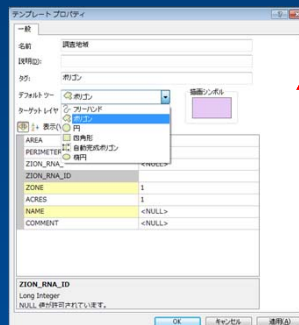 テンプレート プロパティ
一般
名前 調査地域
説明(D):
タグ: ポリゴン
デフォルト ツー ポリゴン
描画シンボル
ターゲット レイヤ
フリーハンド
ポリゴン
円
四角形
自動完成ポリゴン
楕円
表示(
AREA
PERIMETER
ZION_RNA_ <NULL>
ZION_RNA_ID
ZONE 1
ACRES 1
NAME <NULL>
COMMENT <NULL>
ZION_RNA_ID
Long Integer
NULL 値が許可されています。
OK キャンセル 適用(A)